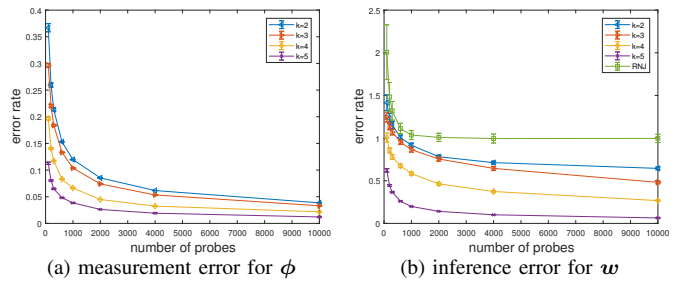 0.4
0.35
0.3
0.25
0.2
0.15
0.1
0.05
0
error rate
0 1000 2000 3000 4000 5000 6000 7000 8000 9000 10000
number of probes
k=2
k=3
k=4
k=5
(a) measurement error for ϕ
2.5
2
1.5
1
0.5
0
error rate
0 1000 2000 3000 4000 5000 6000 7000 8000 9000 10000
number of probes
k=2
k=3
k=4
k=5
RNJ
(b) inference error for w